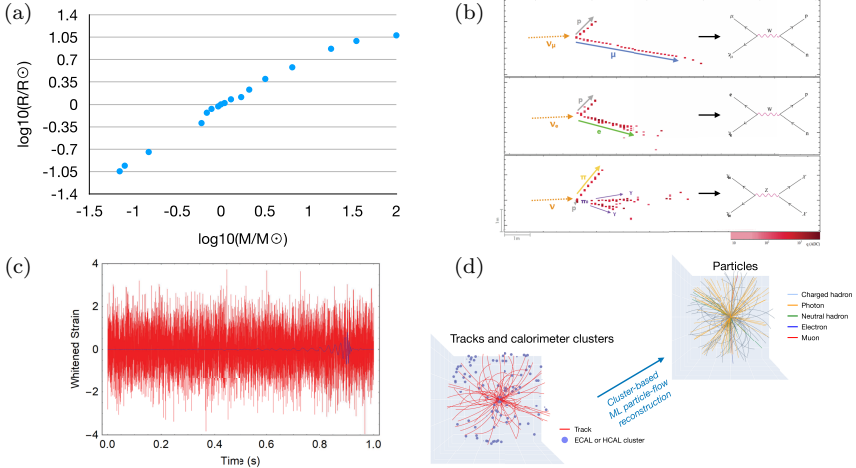 (a)
1.4
1.05
0.7
0.35
0
-0.35
-0.7
-1.05
-1.4
-1.5
-1
-0.5
0
0.5
1
1.5
2
log10(R/R⊙)
log10(M/M⊙)
(b)
p
νμ
μ
W
n
p
νe
e
e
W
n
π
ν
p
γ
γ
Z
1m
1m
q (ADC)
(c)
4
2
0
−2
−4
0.0
0.2
0.4
0.6
0.8
1.0
Whitened Strain
Time (s)
(d)
Particles
Charged hadron
Photon
Neutral hadron
Electron
Muon
Tracks and calorimeter clusters
Cluster-based
ML particle-flow
reconstruction
Track
ECAL or HCAL cluster